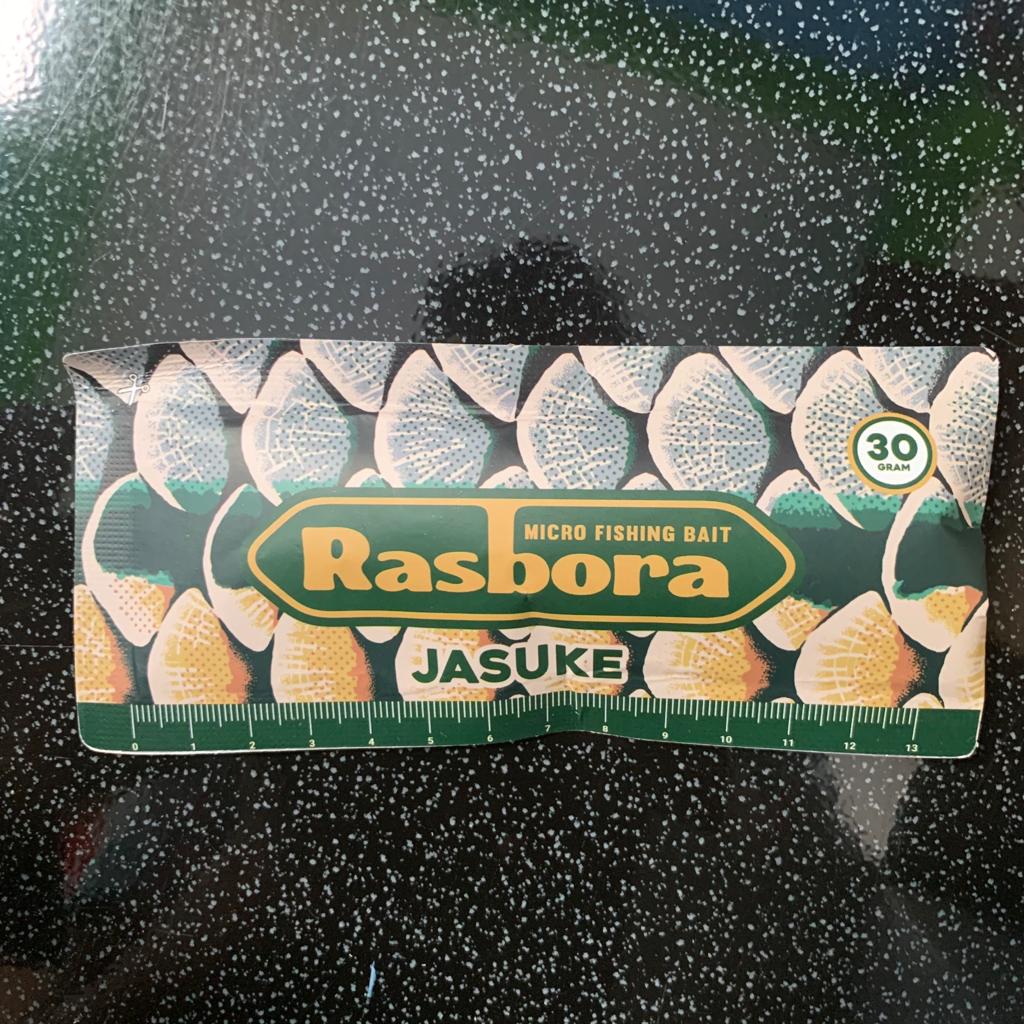 30
GRAM
MICRO FISHING BAIT
Rasbora
JASUKE
0 1 2 3 4 5 6 7 8 9 10 11 12 13